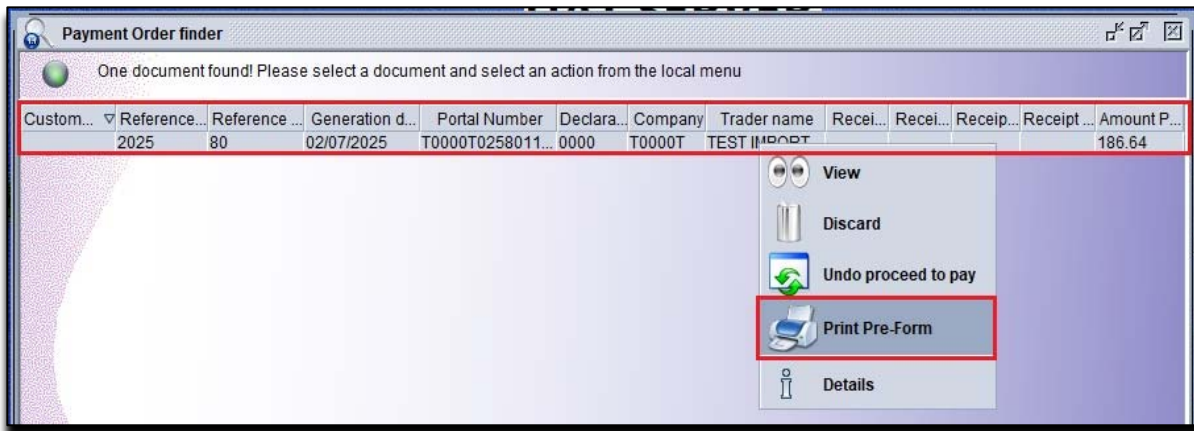 Payment Order finder
One document found! Please select a document and select an action from the local menu
Custom... Reference... Reference ... Generation d... Portal Number Declara... Company Trader name Recei... Recei... Receip... Receipt ... Amount P...
2025 80 02/07/2025 T0000T0258011... 0000 T0000T TEST IMPORT 186.64
View
Discard
Undo proceed to pay
Print Pre-Form
Details